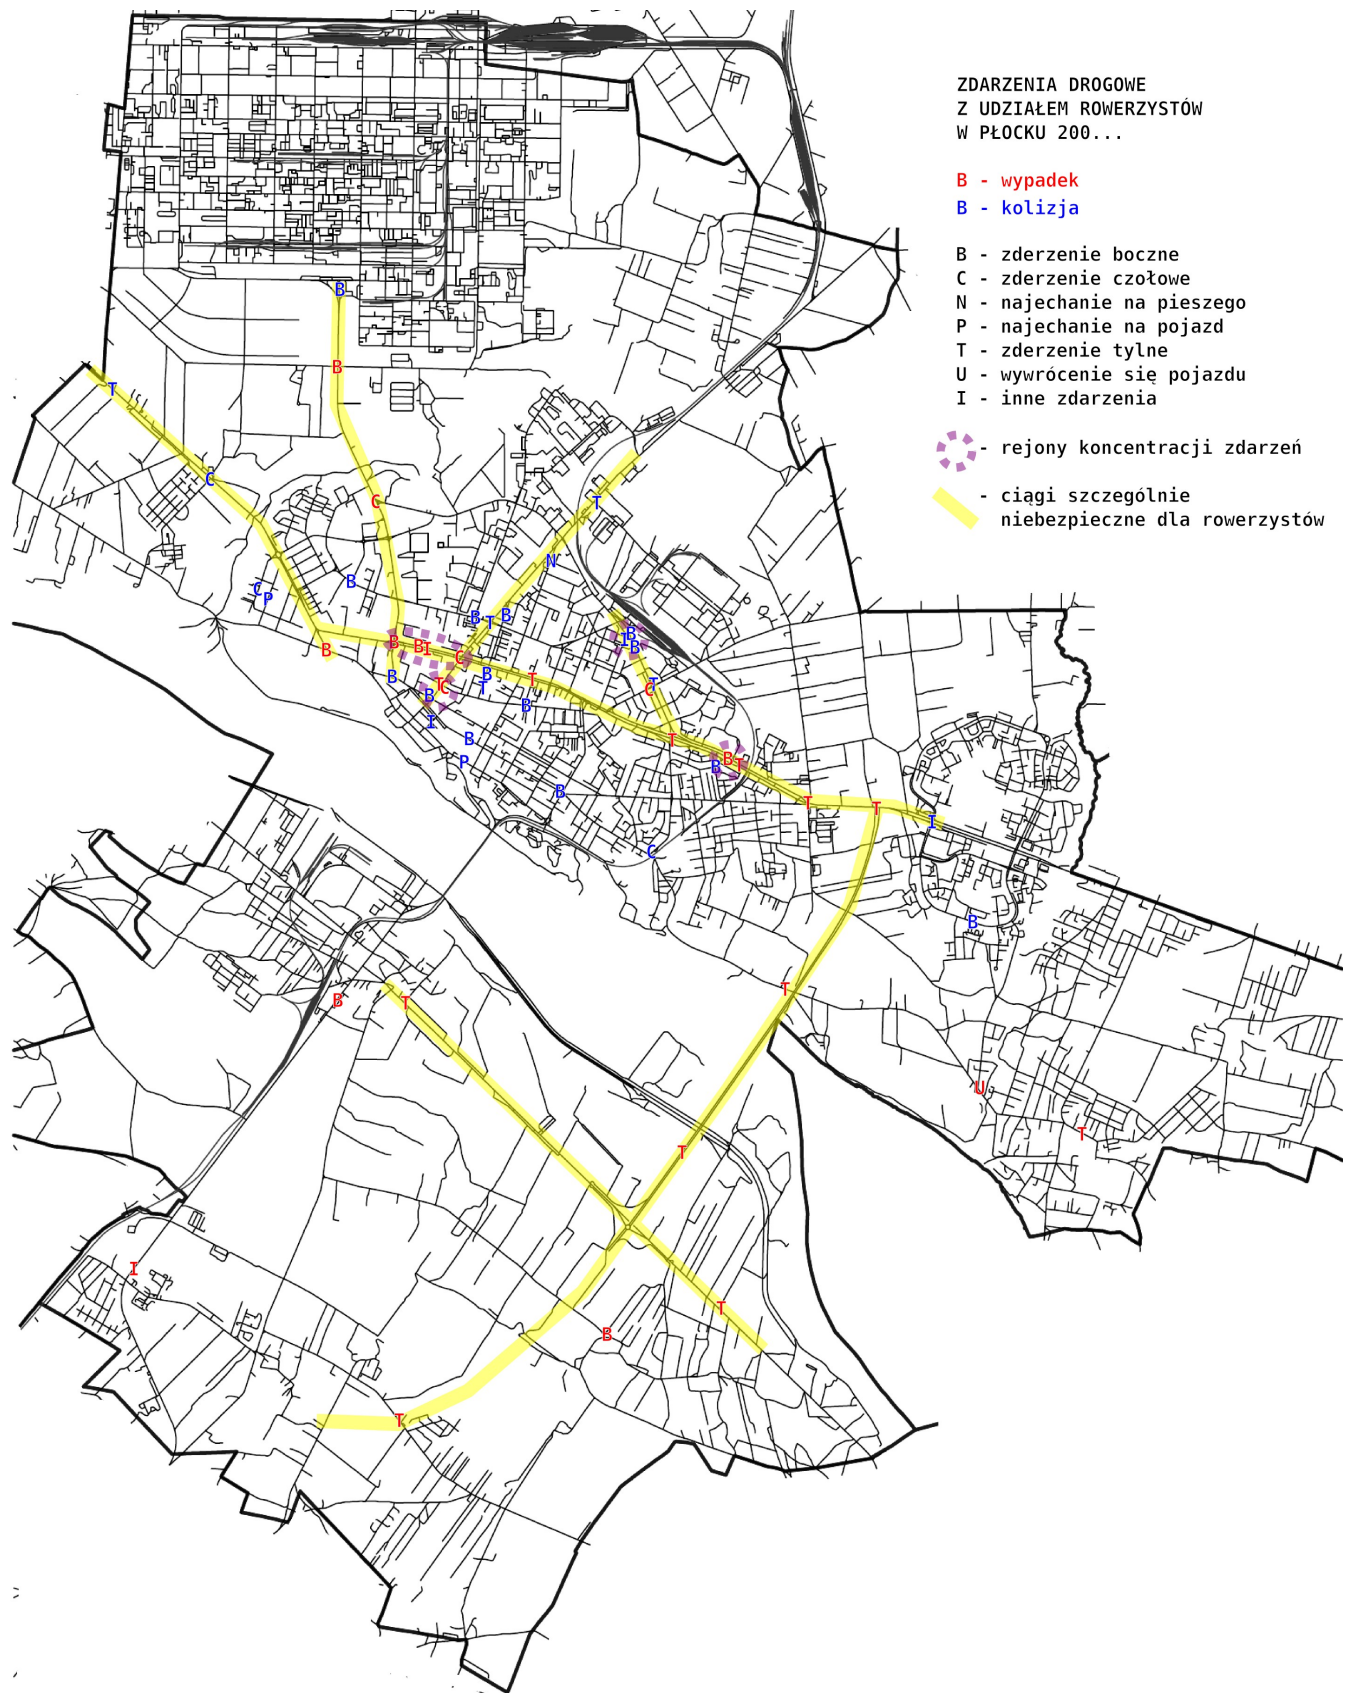 ZDARZENIA DROGOWE
Z UDZIAŁEM ROWERZYSTÓW
W PŁOCKU 200...
B - wypadek
B - kolizja
B - zderzenie boczne
C - zderzenie czołowe
N - najechanie na pieszego
P - najechanie na pojazd
T - zderzenie tylne
U - wywrócenie się pojazdu
I - inne zdarzenia
- rejony koncentracji zdarzeń
- ciągi szczególnie
niebezpieczne dla rowerzystów
B
B
T
C
C
T
N
B
C
P
B
T
B
B
I
B
B
B
B
I
C
B
T
C
B
T
T
B
T
C
B
I
B
T
B
P
B
B
T
B
T
T
I
C
B
T
B
T
U
T
T
I
T
B
T